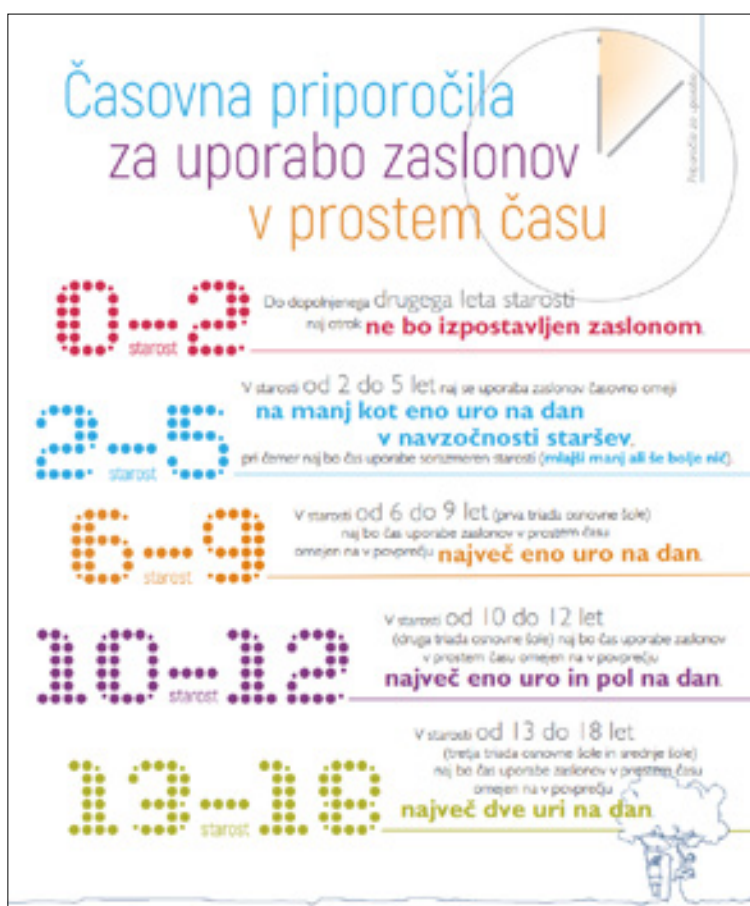 Časovna priporočila
za uporabo zaslonov
v prostem času
Priporočila za uporabo
0–2
starost
Do dopolnjenega drugega leta starosti
naj otrok ne bo izpostavljen zaslonom.
2–5
starost
V starosti od 2 do 5 let naj se uporaba zaslonov časovno omeji
na manj kot eno uro na dan
v navzočnosti staršev,
pri čemer naj bo čas uporabe sorazmeren starosti (mlajši manj ali še bolje nič).
6–9
starost
V starosti od 6 do 9 let (prva triada osnovne šole)
naj bo čas uporabe zaslonov v prostem času
omejen na v povprečju največ eno uro na dan.
10–12
starost
V starosti od 10 do 12 let
(druga triada osnovne šole) naj bo čas uporabe zaslonov
v prostem času omejen na v povprečju
največ eno uro in pol na dan.
13–18
starost
V starosti od 13 do 18 let
(tretja triada osnovne šole in srednje šole)
naj bo čas uporabe zaslonov v prostem času
omejen na v povprečju
največ dve uri na dan.